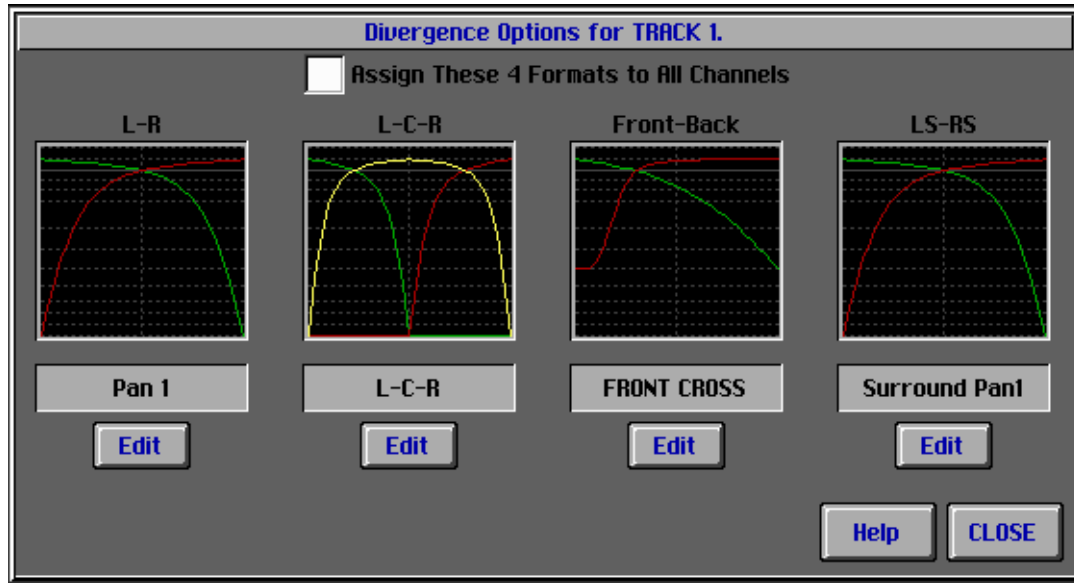 Divergence Options for TRACK 1.
Assign These 4 Formats to All Channels
L-R
L-C-R
Front-Back
LS-RS
Pan 1
L-C-R
FRONT CROSS
Surround Pan1
Edit
Edit
Edit
Edit
Help
CLOSE